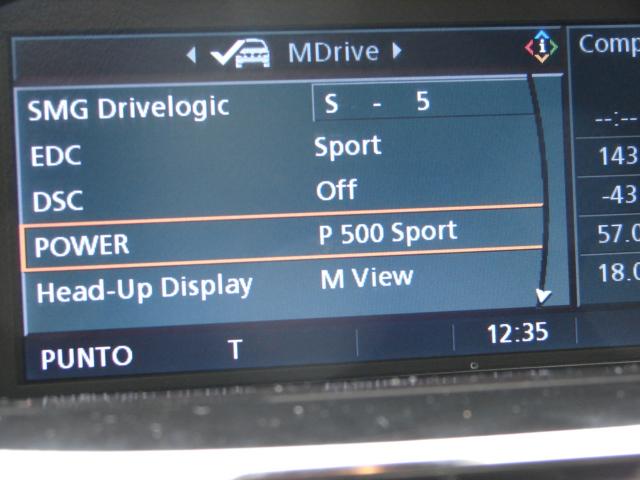 MDrive
SMG Drivelogic S - 5
EDC Sport
DSC Off
POWER P 500 Sport
Head-Up Display M View
PUNTO T 12:35
i
Comp
--:--
143
-43
57.0
18.0